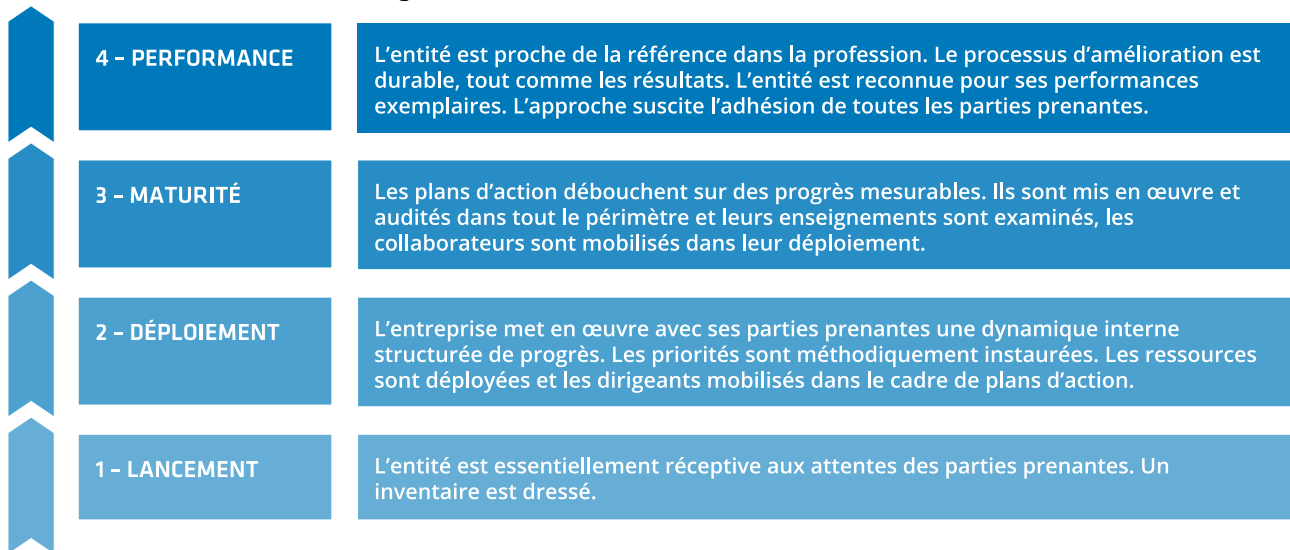 4 – PERFORMANCE
L’entité est proche de la référence dans la profession. Le processus d’amélioration est
durable, tout comme les résultats. L’entité est reconnue pour ses performances
exemplaires. L’approche suscite l’adhésion de toutes les parties prenantes.
3 – MATURITÉ
Les plans d’action débouchent sur des progrès mesurables. Ils sont mis en œuvre et
audités dans tout le périmètre et leurs enseignements sont examinés, les
collaborateurs sont mobilisés dans leur déploiement.
2 – DÉPLOIEMENT
L’entreprise met en œuvre avec ses parties prenantes une dynamique interne
structurée de progrès. Les priorités sont méthodiquement instaurées. Les ressources
sont déployées et les dirigeants mobilisés dans le cadre de plans d’action.
1 – LANCEMENT
L’entité est essentiellement réceptive aux attentes des parties prenantes. Un
inventaire est dressé.